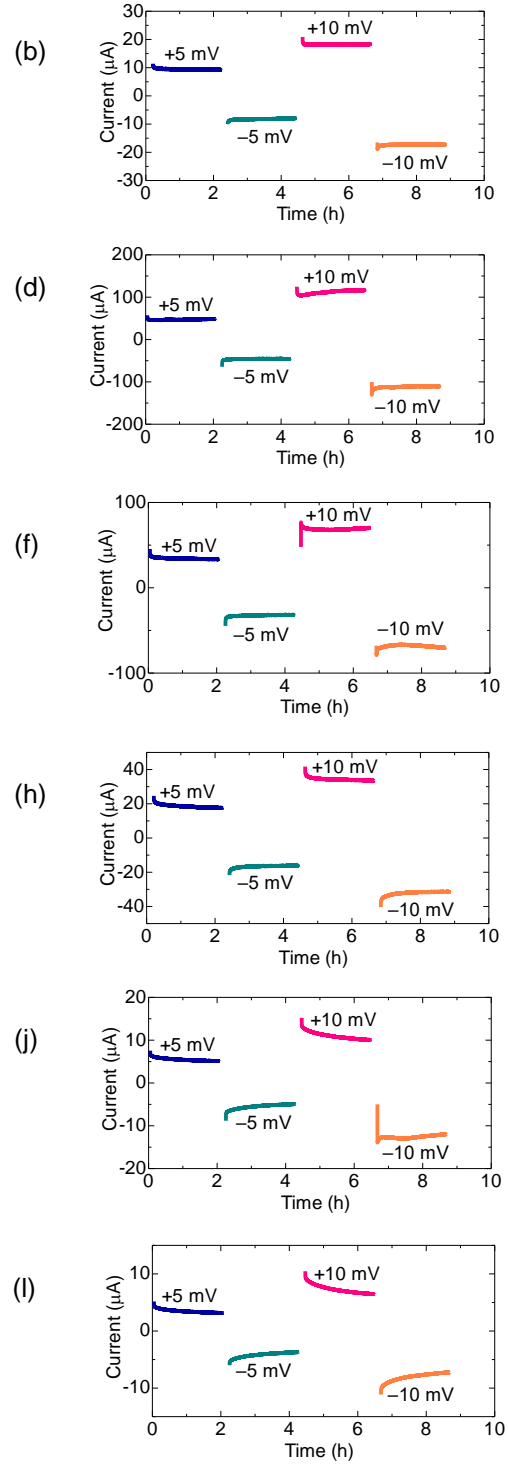 (b)
30
20
10
0
-10
-20
30
Current (µA)
+5 mV
−5 mV
+10 mV
−10 mV
0 2 4 6 8 10
Time (h)
(d)
200
100
0
-100
-200
Current (µA)
+5 mV
−5 mV
+10 mV
−10 mV
0 2 4 6 8 10
Time (h)
(f)
100
0
-100
Current (µA)
+5 mV
−5 mV
+10 mV
−10 mV
0 2 4 6 8 10
Time (h)
(h)
40
20
0
-20
-40
Current (µA)
+5 mV
−5 mV
+10 mV
−10 mV
0 2 4 6 8 10
Time (h)
(j)
20
10
0
-10
-20
Current (µA)
+5 mV
−5 mV
+10 mV
−10 mV
0 2 4 6 8 10
Time (h)
(l)
10
0
-10
Current (µA)
+5 mV
−5 mV
+10 mV
−10 mV
0 2 4 6 8 10
Time (h)